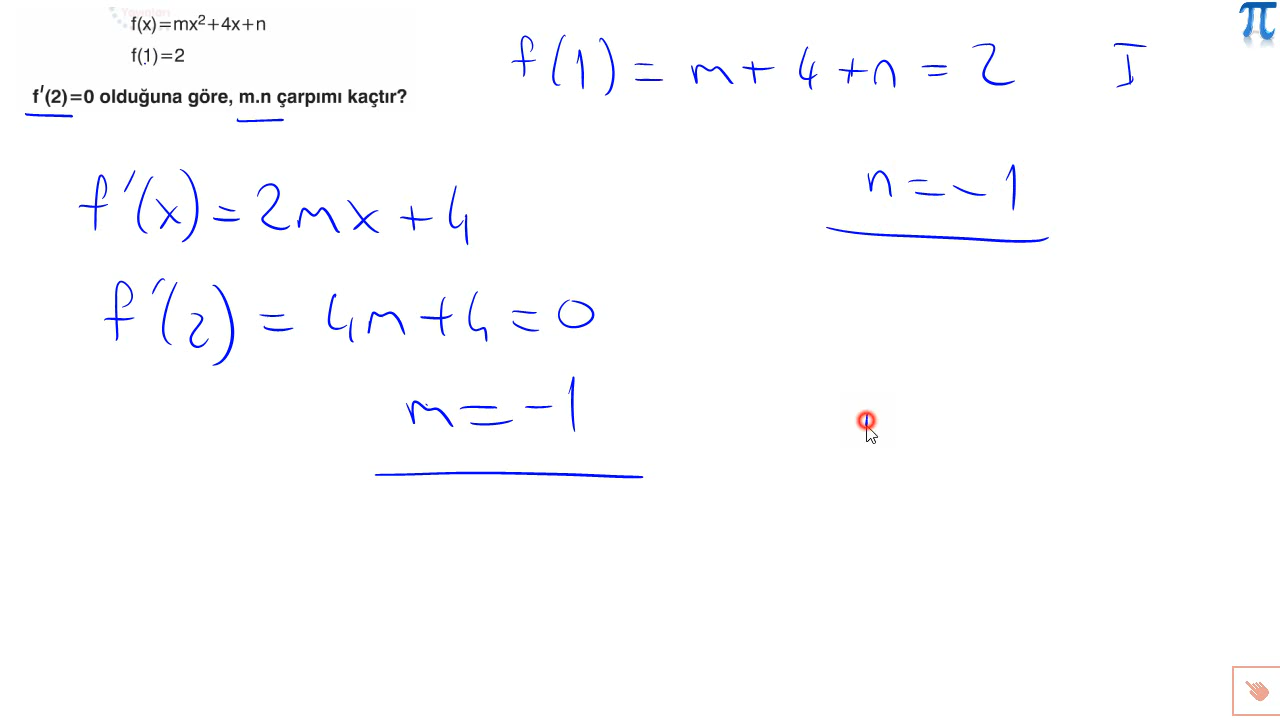 Yayınları
f(x)=mx²+4x+n
f(1)=2
f'(2)=0 olduğuna göre, m.n çarpımı kaçtır?
f(1) = m + 4 + n = 2 I
n = -1
f'(x) = 2mx + 4
f'(2) = 4m + 4 = 0
m = -1
π